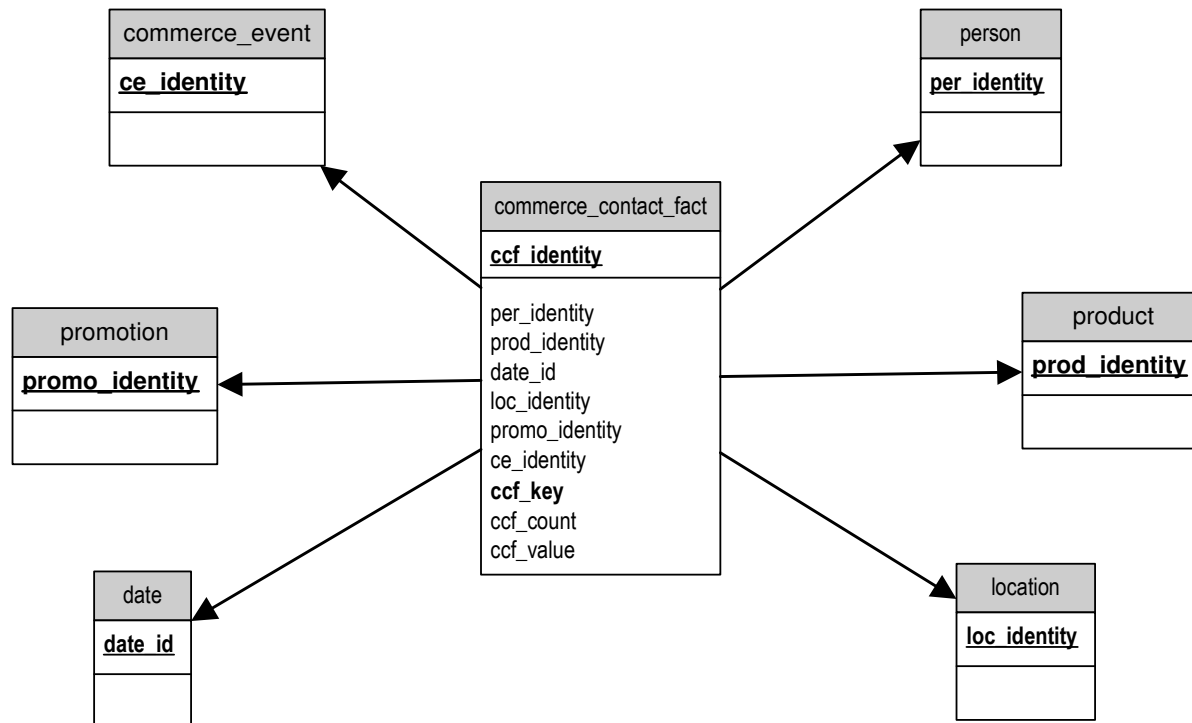 commerce_event
ce_identity
person
per_identity
commerce_contact_fact
ccf_identity
per_identity
prod_identity
date_id
loc_identity
promo_identity
ce_identity
ccf_key
ccf_count
ccf_value
promotion
promo_identity
product
prod_identity
date
date_id
location
loc_identity